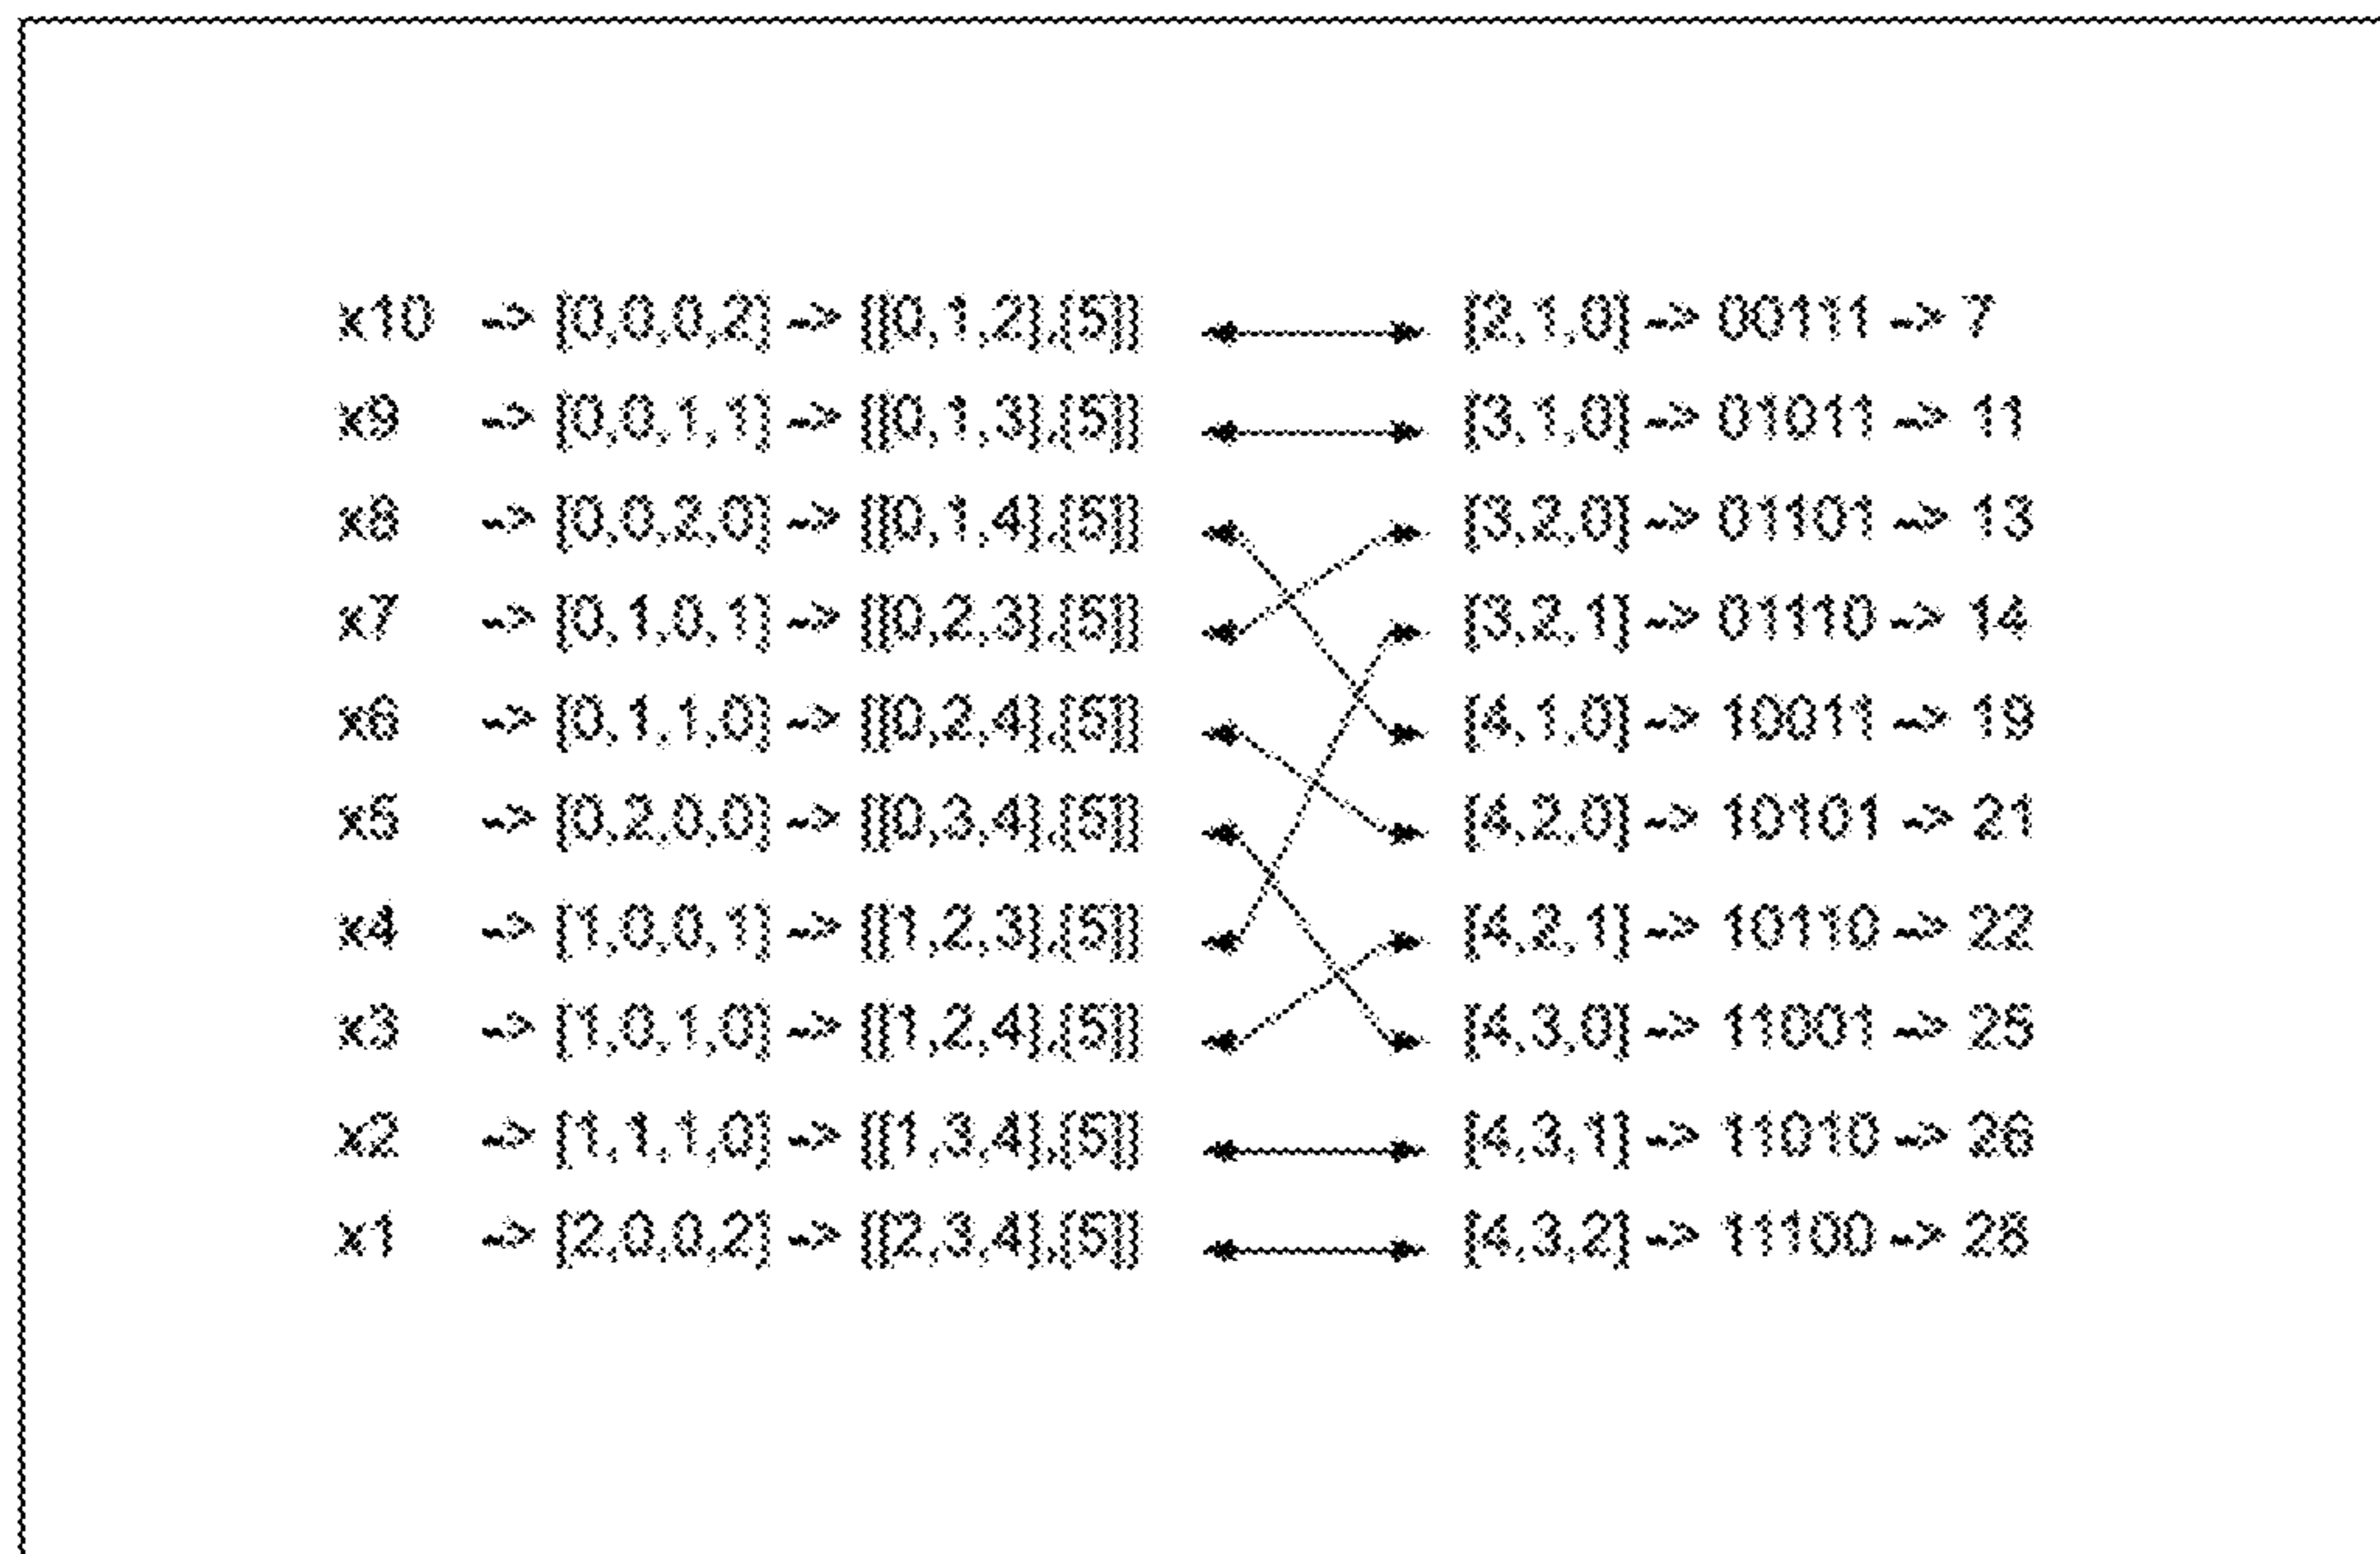 x10 -> [0,0,0,2] -> [[0,1,2],[5]] [2,1,0] -> 00111 -> 7
x9 -> [0,0,1,1] -> [[0,1,3],[5]] [3,1,0] -> 01011 -> 11
x8 -> [0,0,2,0] -> [[0,1,4],[5]] [3,2,0] -> 01101 -> 13
x7 -> [0,1,0,1] -> [[0,2,3],[5]] [3,2,1] -> 01110 -> 14
x6 -> [0,1,1,0] -> [[0,2,4],[5]] [4,1,0] -> 10011 -> 19
x5 -> [0,2,0,0] -> [[0,3,4],[5]] [4,2,0] -> 10101 -> 21
x4 -> [1,0,0,1] -> [[1,2,3],[5]] [4,2,1] -> 10110 -> 22
x3 -> [1,0,1,0] -> [[1,2,4],[5]] [4,3,0] -> 11001 -> 25
x2 -> [1,1,1,0] -> [[1,3,4],[5]] [4,3,1] -> 11010 -> 26
x1 -> [2,0,0,2] -> [[2,3,4],[5]] [4,3,2] -> 11100 -> 28